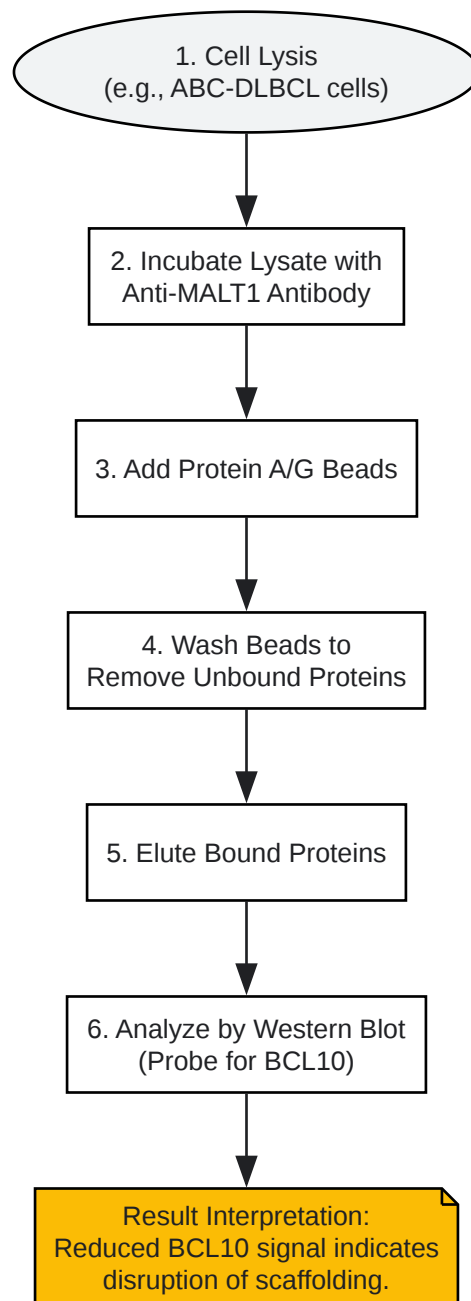 1. Cell Lysis
(e.g., ABC-DLBCL cells)
2. Incubate Lysate with
Anti-MALT1 Antibody
3. Add Protein A/G Beads
4. Wash Beads to
Remove Unbound Proteins
5. Elute Bound Proteins
6. Analyze by Western Blot
(Probe for BCL10)
Result Interpretation:
Reduced BCL10 signal indicates
disruption of scaffolding.